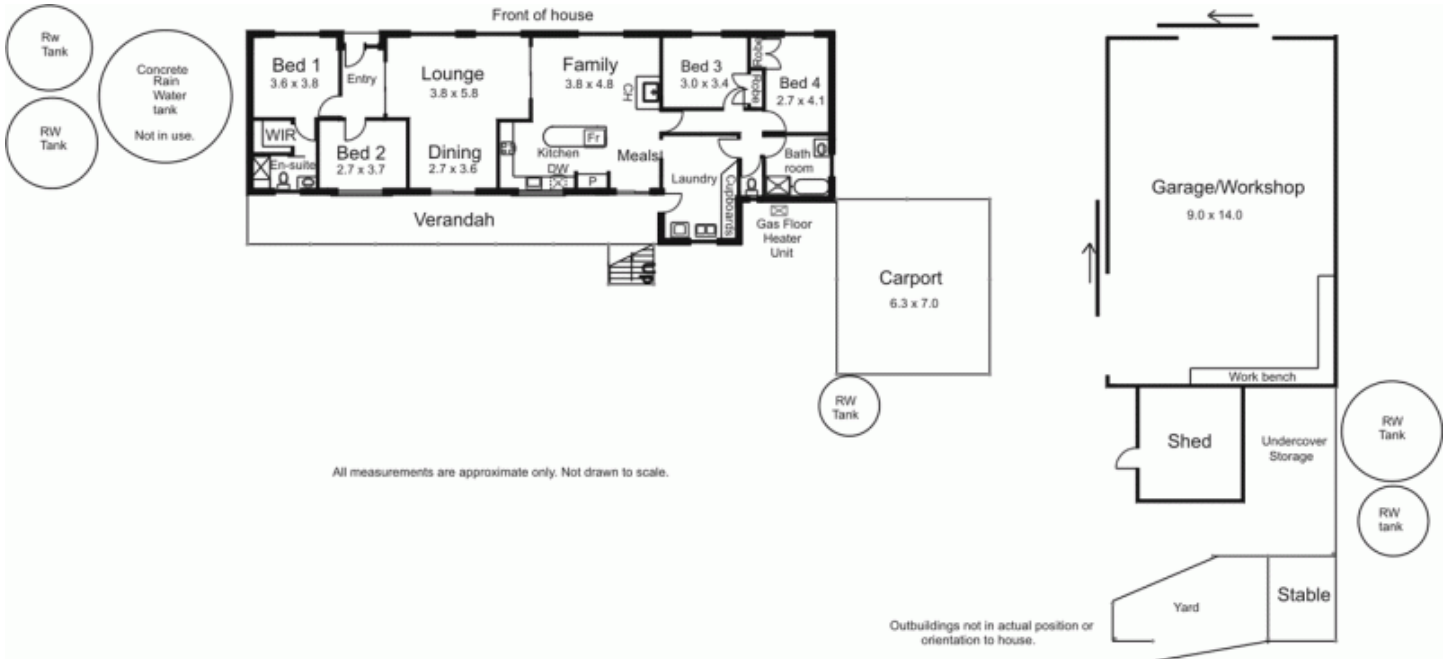 Front of house
Rw
Tank
Concrete
Rain
Water
tank
Not in use.
RW
Tank
Bed 1
3.6 x 3.8
Entry
Lounge
3.8 x 5.8
Family
3.8 x 4.8
CH
Bed 3
3.0 x 3.4
Robe
Robe
Bed 4
2.7 x 4.1
WIR
En-suite
Bed 2
2.7 x 3.7
Dining
2.7 x 3.6
Fr
Kitchen
DW
P
Meals
Laundry
Cupboards
Bath
room
Verandah
UP
Gas Floor
Heater
Unit
Carport
6.3 x 7.0
RW
Tank
Garage/Workshop
9.0 x 14.0
Work bench
Shed
Undercover
Storage
RW
Tank
RW
tank
Yard
Stable
All measurements are approximate only. Not drawn to scale.
Outbuildings not in actual position or
orientation to house.